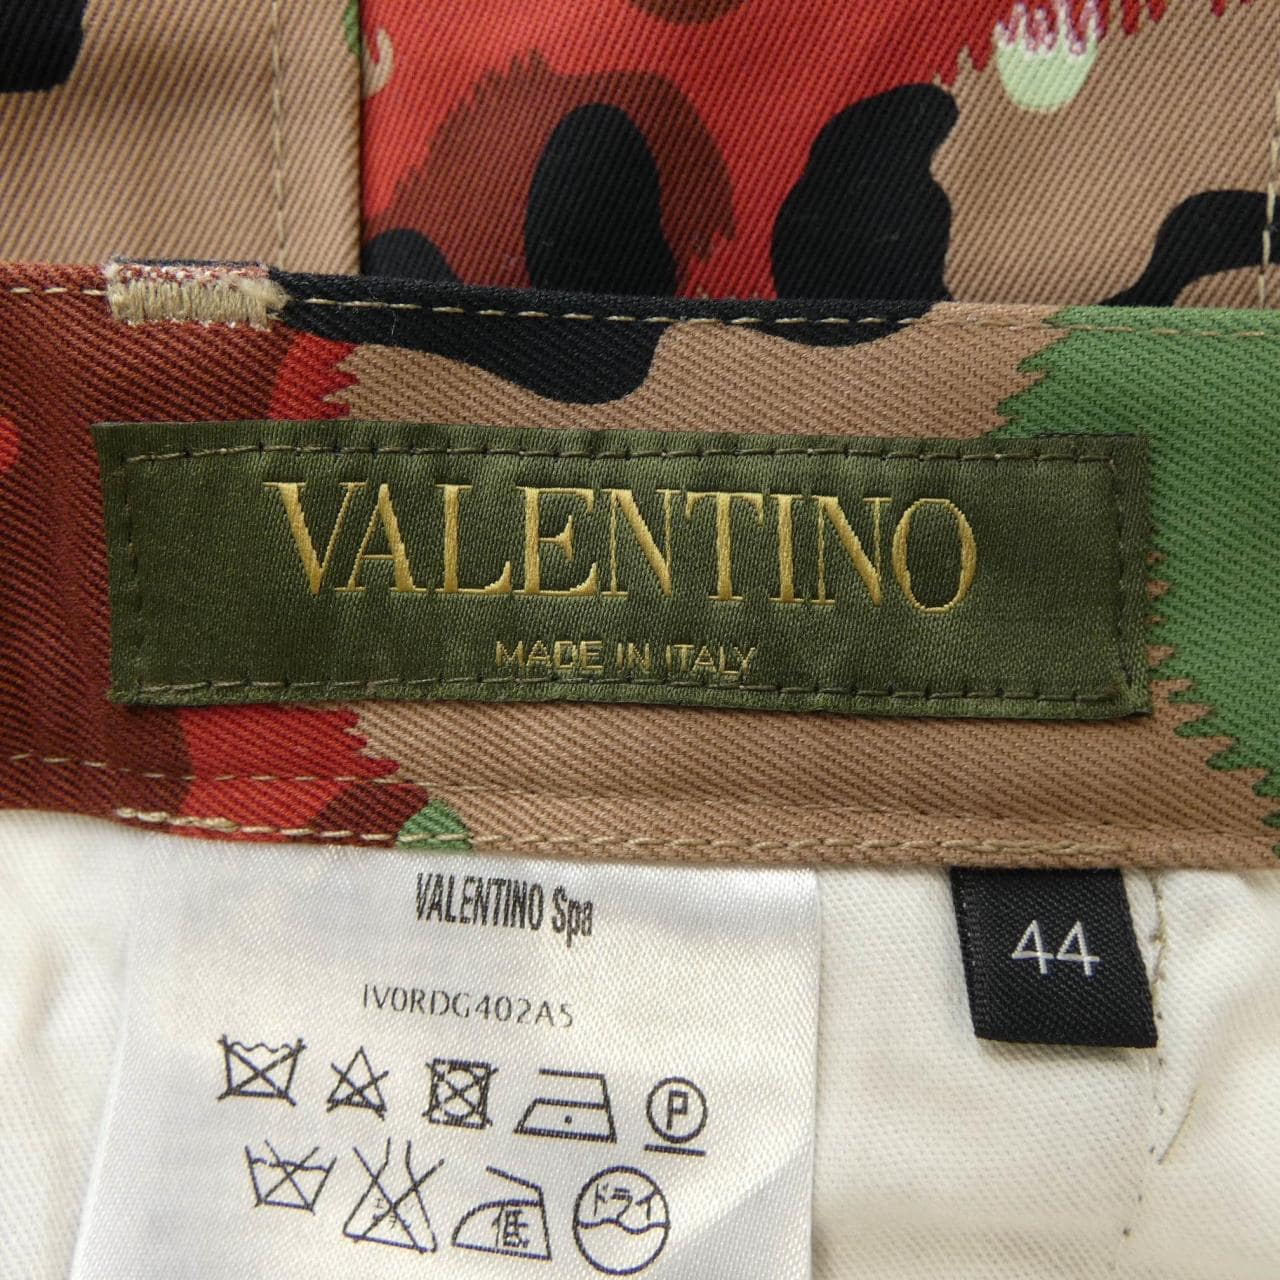 VALENTINO
MADE IN ITALY
VALENTINO Spa
44
IV0RDG402A5
P
低
ドライ